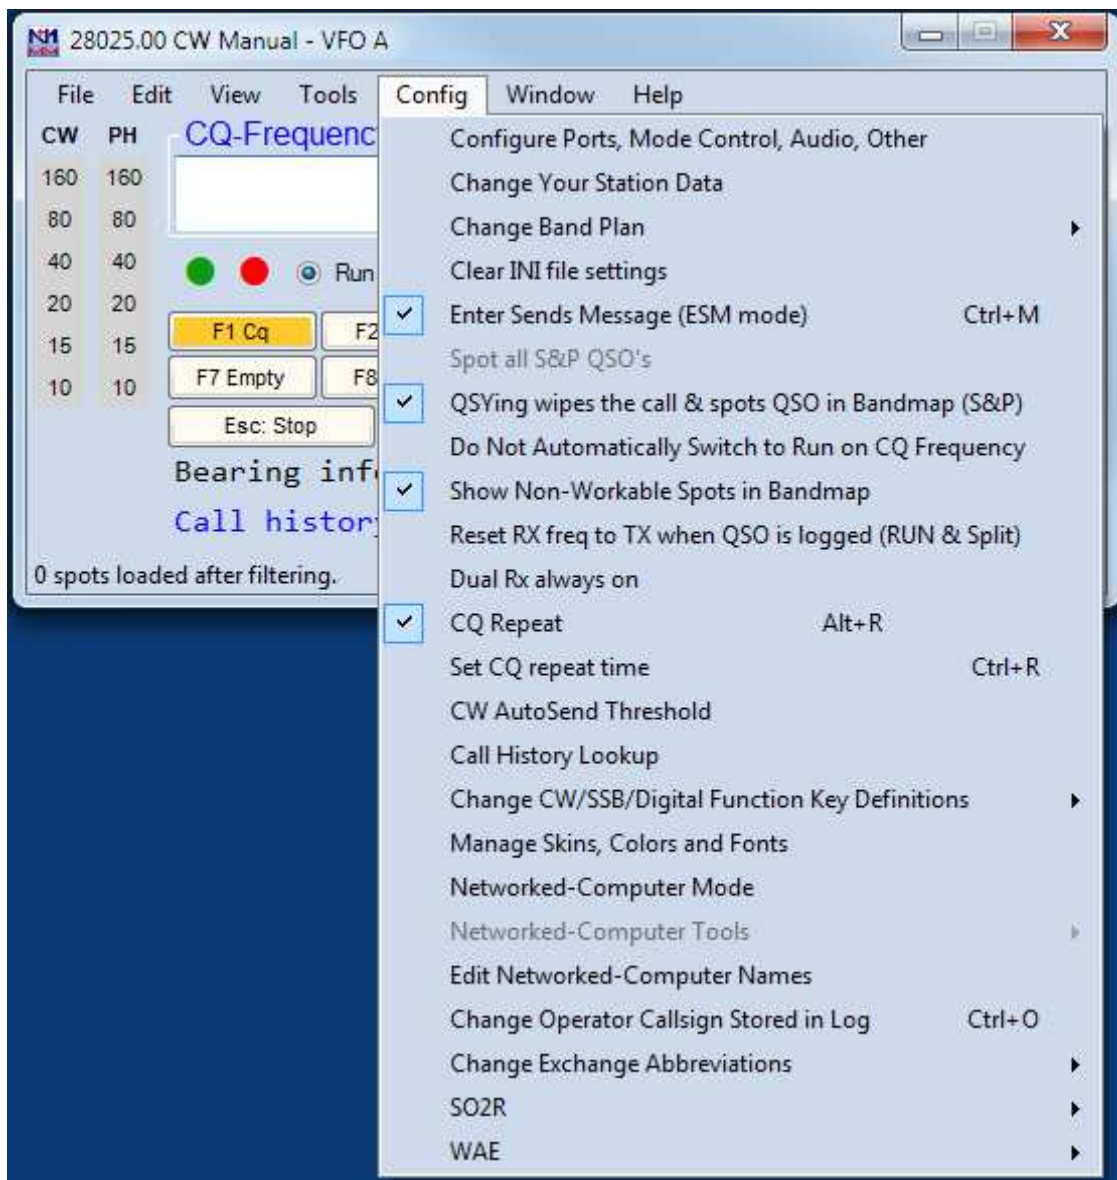 28025.00 CW Manual - VFO A
File Edit View Tools Config Window Help
CW PH CQ-Frequenc
160 160
80 80
40 40 Run
20 20
F1 Cq F2
15 15
F7 Empty F8
10 10
Esc: Stop
Bearing inf
Call histor
0 spots loaded after filtering.
Configure Ports, Mode Control, Audio, Other
Change Your Station Data
Change Band Plan
Clear INI file settings
Enter Sends Message (ESM mode) Ctrl+M
Spot all S&P QSO's
QSYing wipes the call & spots QSO in Bandmap (S&P)
Do Not Automatically Switch to Run on CQ Frequency
Show Non-Workable Spots in Bandmap
Reset RX freq to TX when QSO is logged (RUN & Split)
Dual Rx always on
CQ Repeat Alt+R
Set CQ repeat time Ctrl+R
CW AutoSend Threshold
Call History Lookup
Change CW/SSB/Digital Function Key Definitions
Manage Skins, Colors and Fonts
Networked-Computer Mode
Networked-Computer Tools
Edit Networked-Computer Names
Change Operator Callsign Stored in Log Ctrl+O
Change Exchange Abbreviations
SO2R
WAE